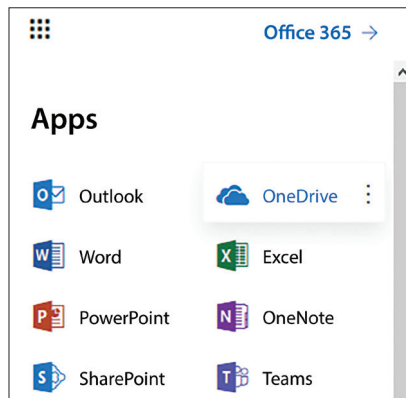 Office 365 →
Apps
Outlook OneDrive
Word Excel
PowerPoint OneNote
SharePoint Teams